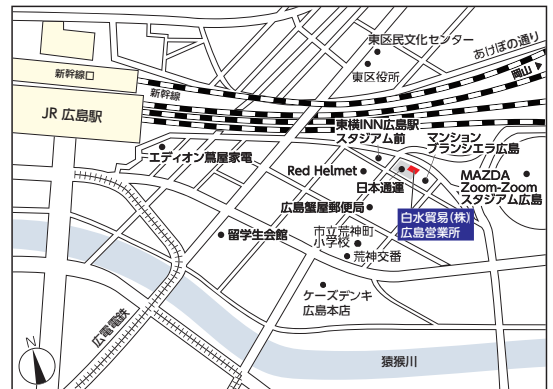 東区民文化センター
東区役所
あけぼの通り
岡山
新幹線口
新幹線
JR 広島駅
エディオン蔦屋家電
東横INN広島駅
スタジアム前
マンション
プランシエラ広島
Red Helmet
日本通運
MAZDA
Zoom-Zoom
スタジアム広島
広島蟹屋郵便局
白水貿易(株)
広島営業所
留学生会館
市立荒神町
小学校
荒神交番
ケーズデンキ
広島本店
広電電鉄
猿猴川
N